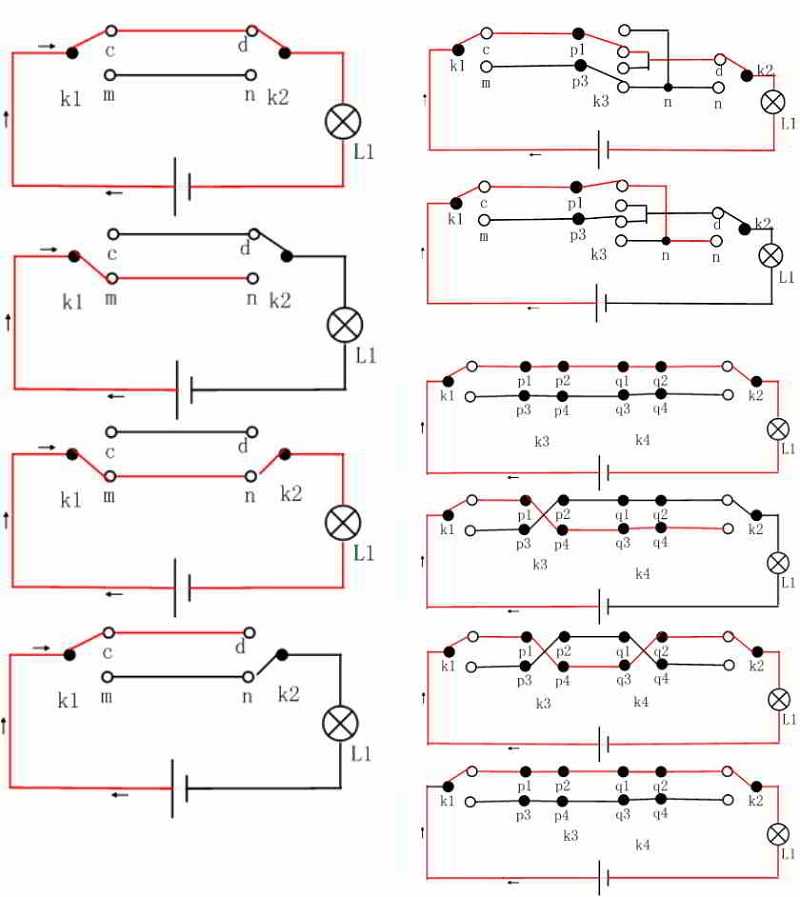 c d
k1 m n k2
L1
c d
k1 m n k2
L1
c d
k1 m n k2
L1
c d
k1 m n k2
L1
c p1 d
k1 k2
m p3 k3 n n
L1
c p1
k1 d k2
m p3
k3 n n
L1
p1 p2 q1 q2
k1 k2
p3 p4 q3 q4
k3 k4
L1
p1 p2 q1 q2
k1 k2
p3 p4 q3 q4
k3 k4
L1
p1 p2 q1 q2
k1 k2
p3 p4 q3 q4
k3 k4
L1
p1 p2 q1 q2
k1 k2
p3 p4 q3 q4
k3 k4
L1